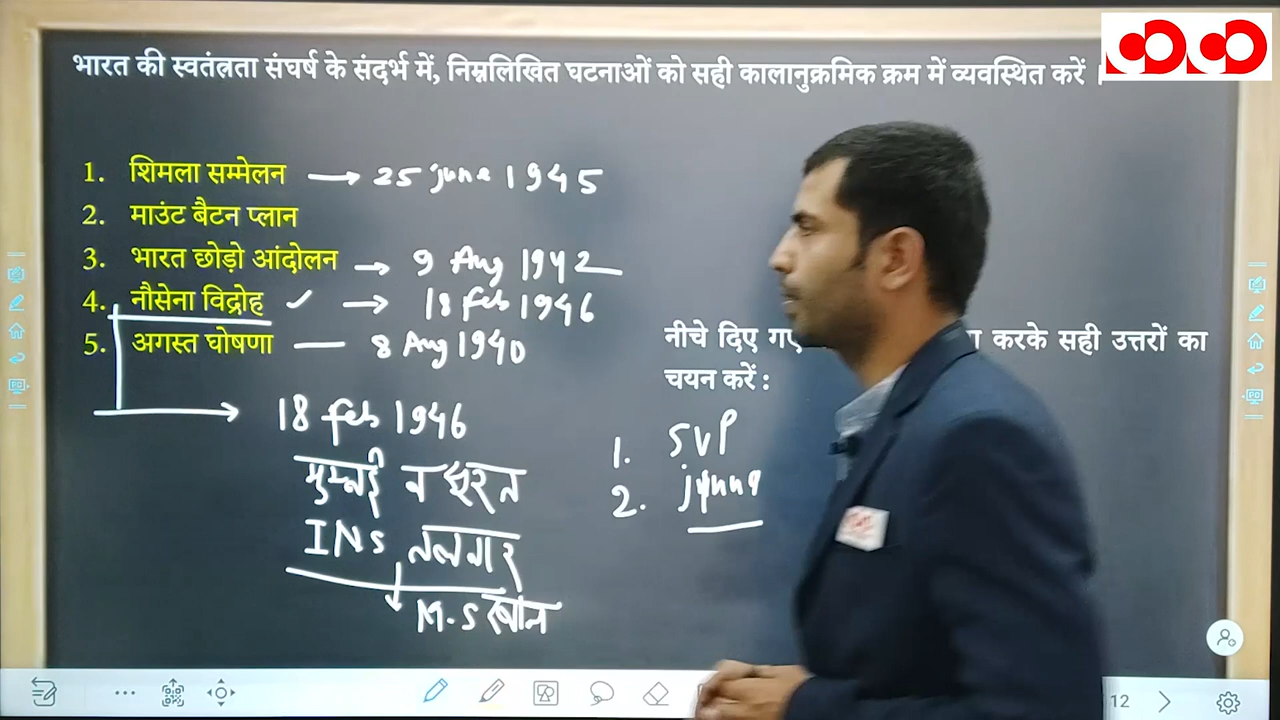 भारत की स्वतंत्रता संघर्ष के संदर्भ में, निम्नलिखित घटनाओं को सही कालानुक्रमिक क्रम में व्यवस्थित करें ।
1. शिमला सम्मेलन → 25 june 1945
2. माउंट बैटन प्लान
3. भारत छोड़ो आंदोलन → 9 Aug 1942
4. नौसेना विद्रोह ✓ → 18 feb 1946
5. अगस्त घोषणा — 8 Aug 1940
नीचे दिए गए करके सही उत्तरों का
चयन करें :
18 feb 1946
मुम्बई व
INS तलवार
M.S खान
1. SVP
2.
12